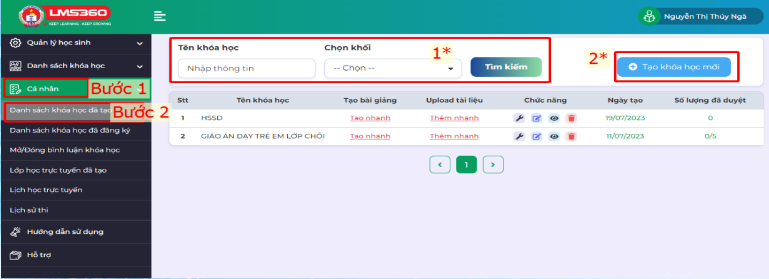 LMS360
KEEP LEARNING - KEEP GROWING
Nguyễn Thị Thúy Ngà
Quản lý học sinh
Danh sách khóa học
Cá nhân
Bước 1
Danh sách khóa học đã tạo
Bước 2
Danh sách khóa học đã đăng ký
Mở/Đóng bình luận khóa học
Lớp học trực tuyến đã tạo
Lịch học trực tuyến
Lịch sử thi
Hướng dẫn sử dụng
Hỗ trợ
Tên khóa học Chọn khối
Nhập thông tin -- Chọn -- 1* Tìm kiếm
2* Tạo khóa học mới
Stt Tên khóa học Tạo bài giảng Upload tài liệu Chức năng Ngày tạo Số lượng đã duyệt
1 HSSD Tạo nhanh Thêm nhanh 19/07/2023 0
2 GIÁO ÁN DẠY TRẺ EM LỚP CHỒI Tạo nhanh Thêm nhanh 11/07/2023 0/5
1